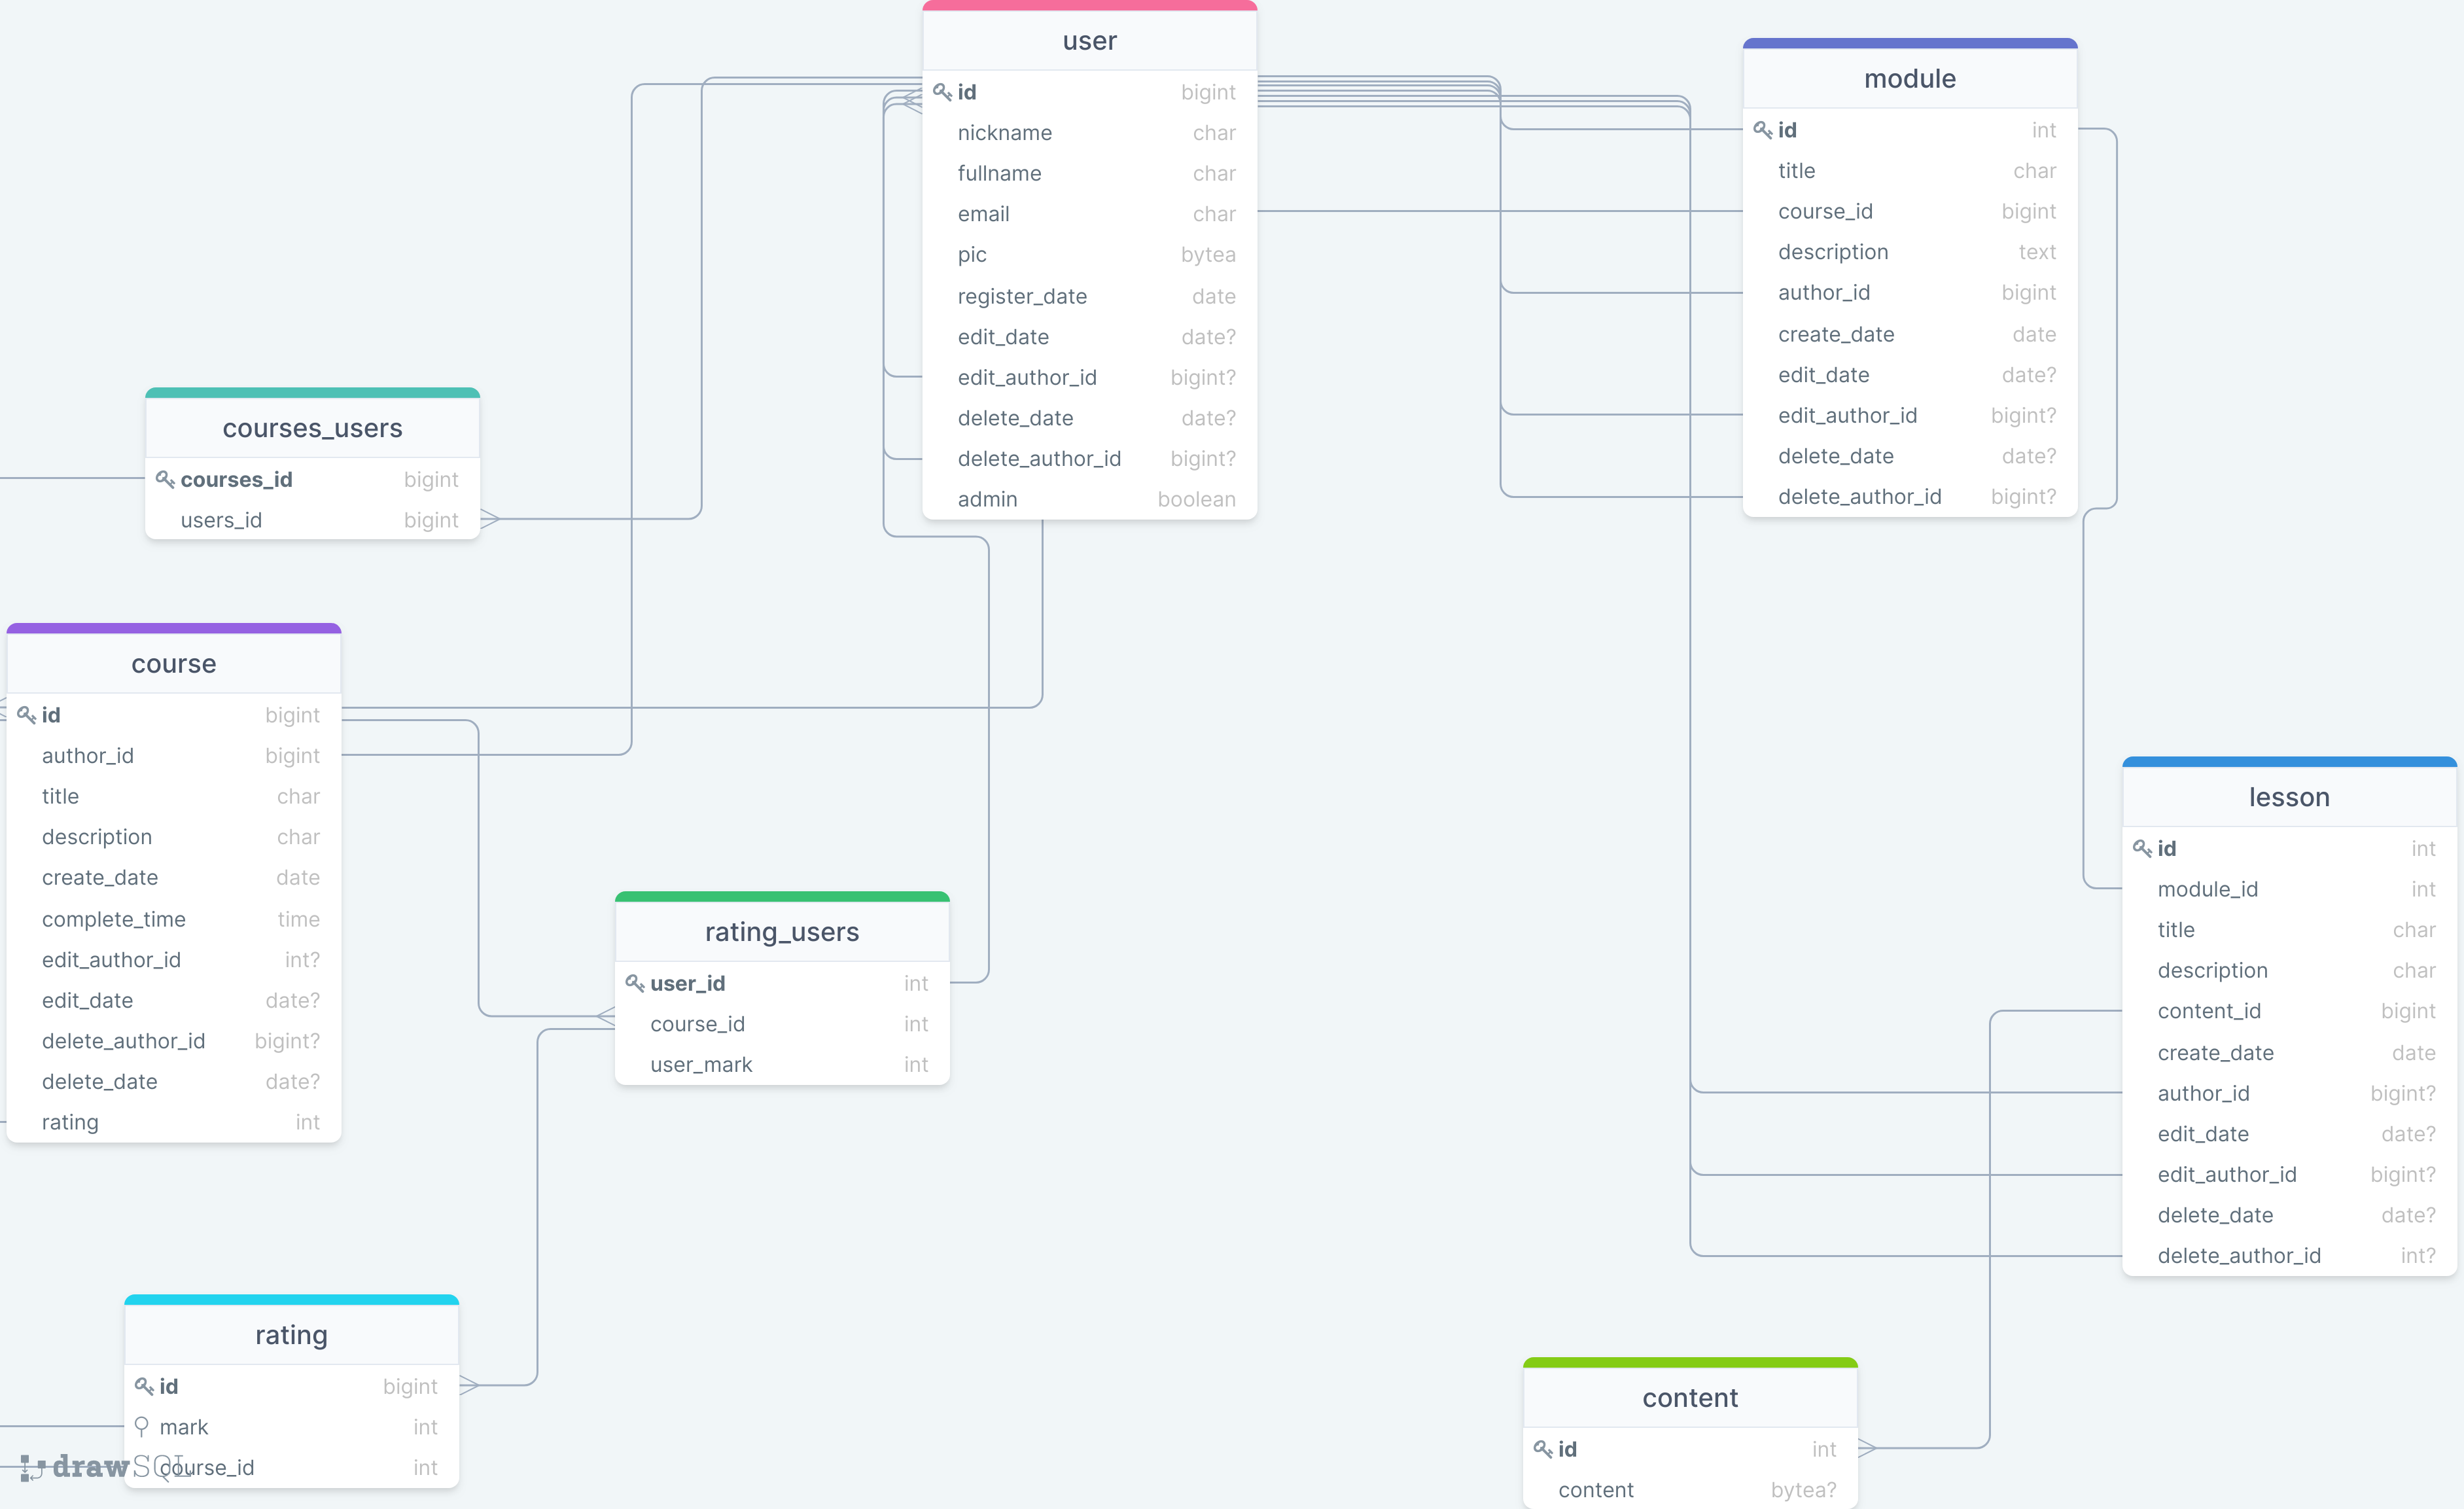 user
id bigint
nickname char
fullname char
email char
pic bytea
register_date date
edit_date date?
edit_author_id bigint?
delete_date date?
delete_author_id bigint?
admin boolean
module
id int
title char
course_id bigint
description text
author_id bigint
create_date date
edit_date date?
edit_author_id bigint?
delete_date date?
delete_author_id bigint?
courses_users
courses_id bigint
users_id bigint
course
id bigint
author_id bigint
title char
description char
create_date date
complete_time time
edit_author_id int?
edit_date date?
delete_author_id bigint?
delete_date date?
rating int
rating_users
user_id int
course_id int
user_mark int
lesson
id int
module_id int
title char
description char
content_id bigint
create_date date
author_id bigint?
edit_date date?
edit_author_id bigint?
delete_date date?
delete_author_id int?
rating
id bigint
mark int
course_id int
drawSQL
content
id int
content bytea?